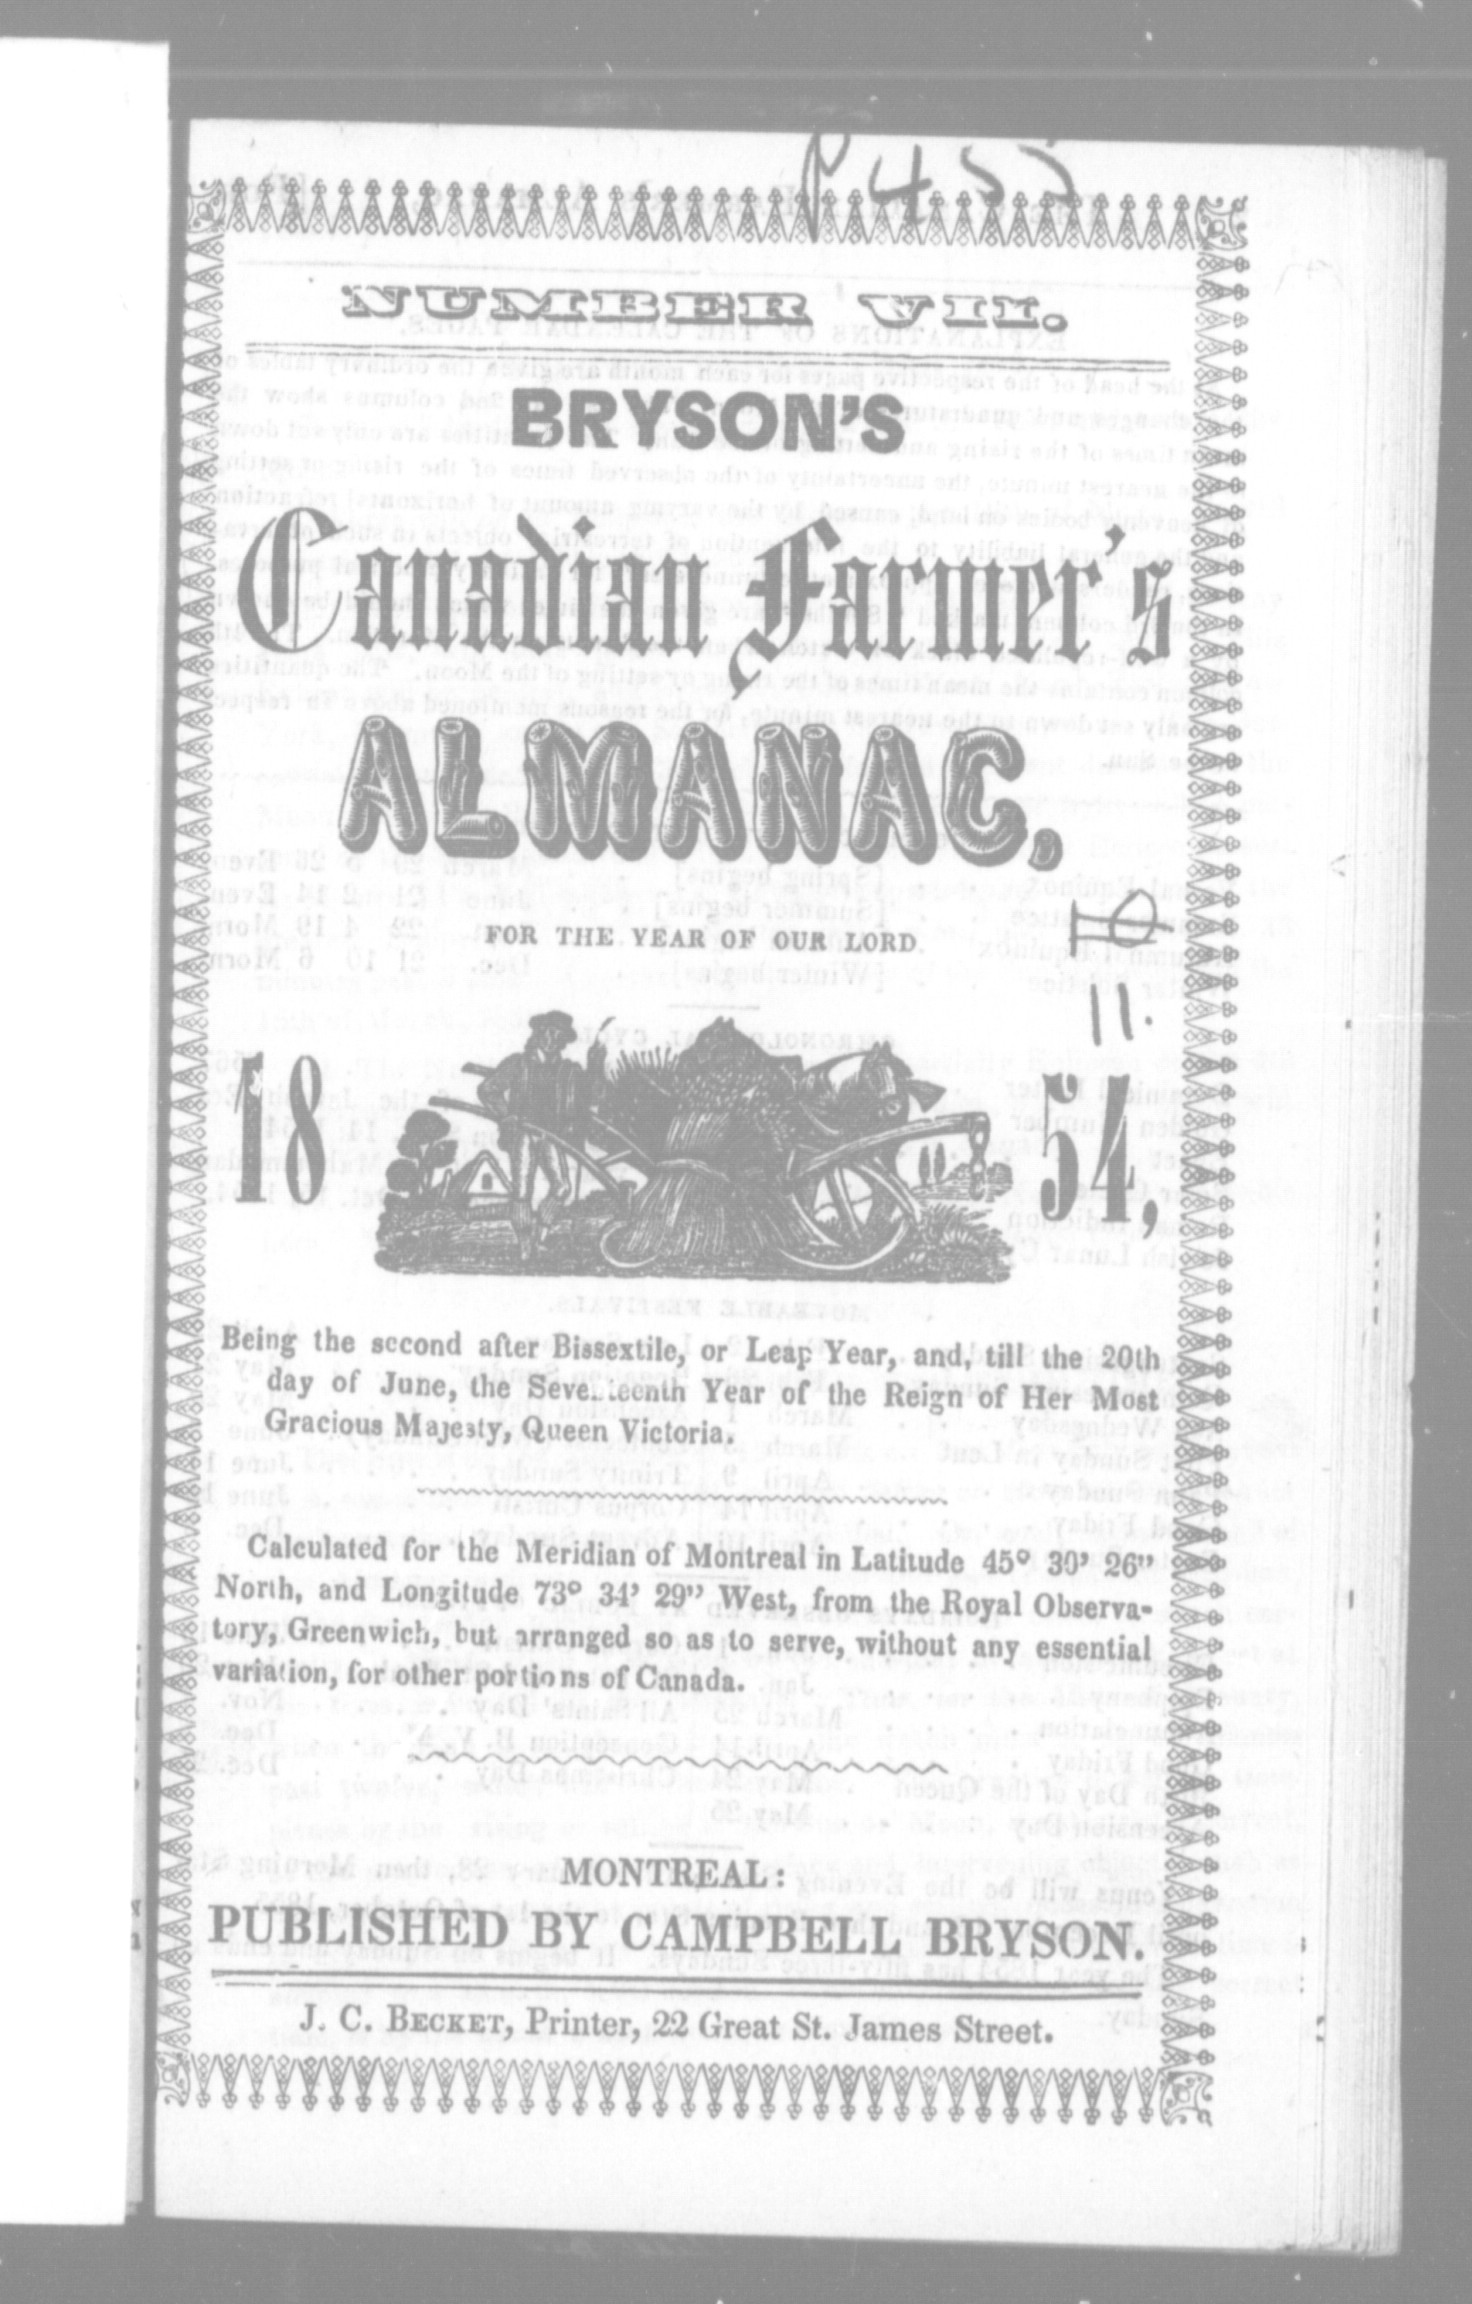 P 455
NUMBER VII.
BRYSON'S
Canadian Farmer's
ALMANAC,
FOR THE YEAR OF OUR LORD
11.
1854,
Being the second after Bissextile, or Leap Year, and, till the 20th
day of June, the Seventeenth Year of the Reign of Her Most
Gracious Majesty, Queen Victoria.
Calculated for the Meridian of Montreal in Latitude 45° 30' 26"
North, and Longitude 73° 34' 29" West, from the Royal Observa-
tory, Greenwich, but arranged so as to serve, without any essential
variation, for other portions of Canada.
MONTREAL:
PUBLISHED BY CAMPBELL BRYSON.
J. C. BECKET, Printer, 22 Great St. James Street.